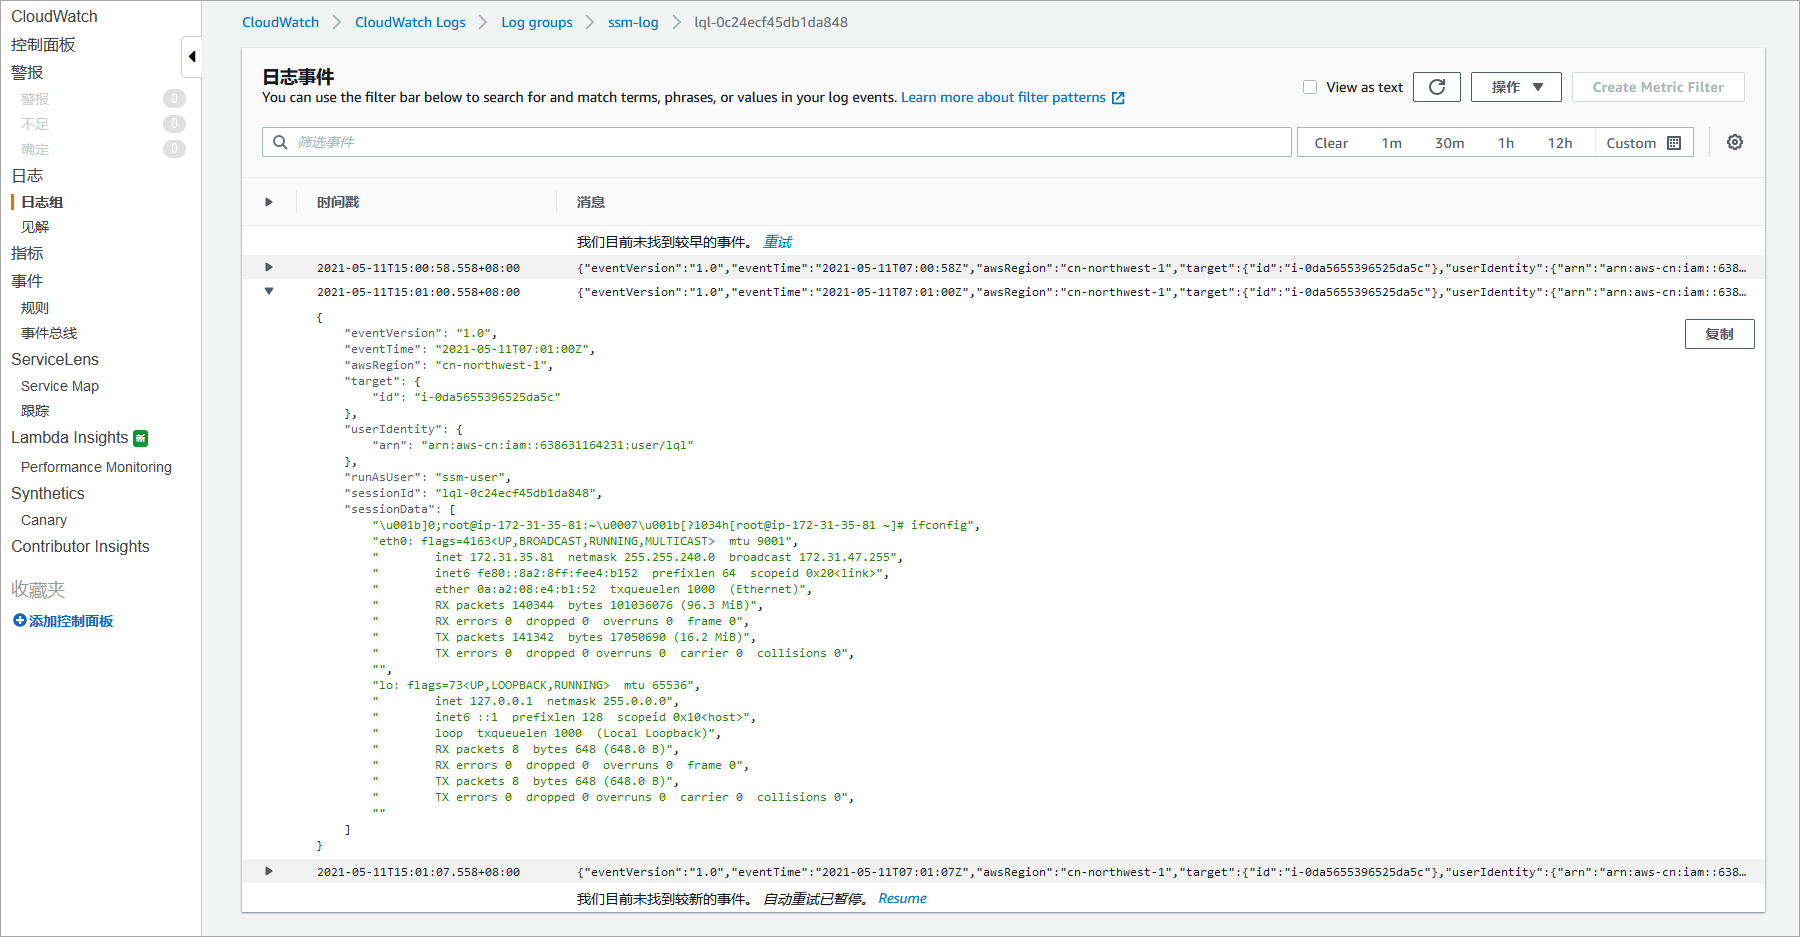 CloudWatch
控制面板
警报
警报 0
不足 0
确定 0
日志
日志组
见解
指标
事件
规则
事件总线
ServiceLens
Service Map
跟踪
Lambda Insights 新
Performance Monitoring
Synthetics
Canary
Contributor Insights
收藏夹
添加控制面板
CloudWatch CloudWatch Logs Log groups ssm-log lql-0c24ecf45db1da848
日志事件
You can use the filter bar below to search for and match terms, phrases, or values in your log events. Learn more about filter patterns
View as text 操作 Create Metric Filter
筛选事件 Clear 1m 30m 1h 12h Custom
时间戳 消息
我们目前未找到较早的事件。 重试
2021-05-11T15:00:58.558+08:00 {"eventVersion":"1.0","eventTime":"2021-05-11T07:00:58Z","awsRegion":"cn-northwest-1","target":{"id":"i-0da5655396525da5c"},"userIdentity":{"arn":"arn:aws-cn:iam::638…
2021-05-11T15:01:00.558+08:00 {"eventVersion":"1.0","eventTime":"2021-05-11T07:01:00Z","awsRegion":"cn-northwest-1","target":{"id":"i-0da5655396525da5c"},"userIdentity":{"arn":"arn:aws-cn:iam::638…
复制
{
"eventVersion": "1.0",
"eventTime": "2021-05-11T07:01:00Z",
"awsRegion": "cn-northwest-1",
"target": {
"id": "i-0da5655396525da5c"
},
"userIdentity": {
"arn": "arn:aws-cn:iam::638631164231:user/lql"
},
"runAsUser": "ssm-user",
"sessionId": "lql-0c24ecf45db1da848",
"sessionData": [
"\u001b]0;root@ip-172-31-35-81:~\u0007\u001b[?1034h[root@ip-172-31-35-81 ~]# ifconfig",
"eth0: flags=4163<UP,BROADCAST,RUNNING,MULTICAST>  mtu 9001",
"        inet 172.31.35.81  netmask 255.255.240.0  broadcast 172.31.47.255",
"        inet6 fe80::8a2:8ff:fee4:b152  prefixlen 64  scopeid 0x20<link>",
"        ether 0a:a2:08:e4:b1:52  txqueuelen 1000  (Ethernet)",
"        RX packets 140344  bytes 101036076 (96.3 MiB)",
"        RX errors 0  dropped 0  overruns 0  frame 0",
"        TX packets 141342  bytes 17050690 (16.2 MiB)",
"        TX errors 0  dropped 0 overruns 0  carrier 0  collisions 0",
"",
"lo: flags=73<UP,LOOPBACK,RUNNING>  mtu 65536",
"        inet 127.0.0.1  netmask 255.0.0.0",
"        inet6 ::1  prefixlen 128  scopeid 0x10<host>",
"        loop  txqueuelen 1000  (Local Loopback)",
"        RX packets 8  bytes 648 (648.0 B)",
"        RX errors 0  dropped 0  overruns 0  frame 0",
"        TX packets 8  bytes 648 (648.0 B)",
"        TX errors 0  dropped 0 overruns 0  carrier 0  collisions 0",
""
]
}
2021-05-11T15:01:07.558+08:00 {"eventVersion":"1.0","eventTime":"2021-05-11T07:01:07Z","awsRegion":"cn-northwest-1","target":{"id":"i-0da5655396525da5c"},"userIdentity":{"arn":"arn:aws-cn:iam::638…
我们目前未找到较新的事件。 自动重试已暂停。 Resume